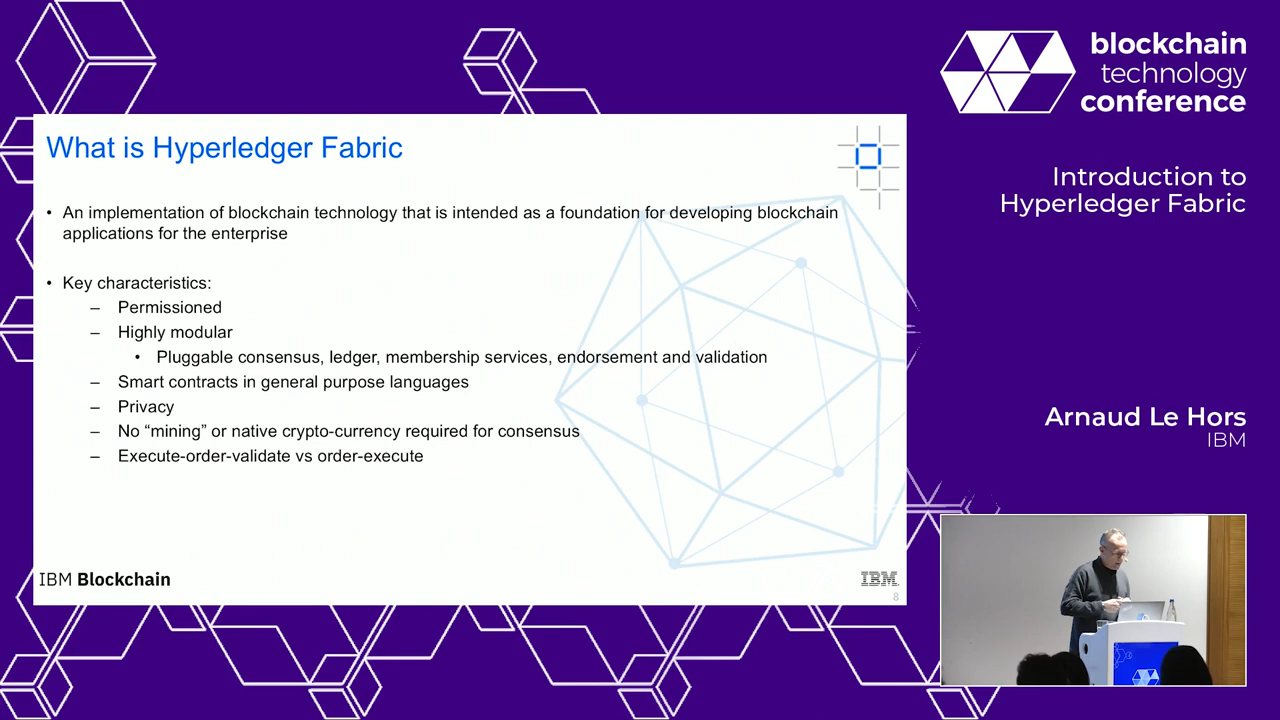 What is Hyperledger Fabric
• An implementation of blockchain technology that is intended as a foundation for developing blockchain
applications for the enterprise
• Key characteristics:
– Permissioned
– Highly modular
• Pluggable consensus, ledger, membership services, endorsement and validation
– Smart contracts in general purpose languages
– Privacy
– No “mining” or native crypto-currency required for consensus
– Execute-order-validate vs order-execute
IBM Blockchain
IBM
8
blockchain
technology
conference
Introduction to
Hyperledger Fabric
Arnaud Le Hors
IBM